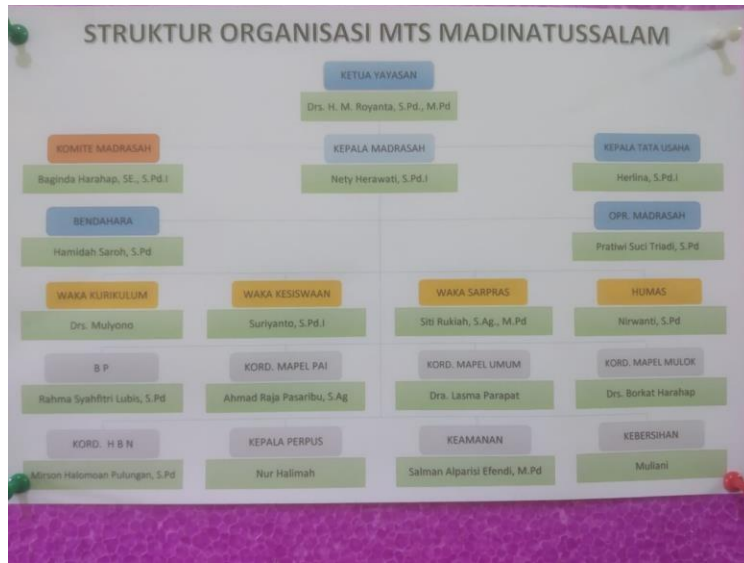 STRUKTUR ORGANISASI MTS MADINATUSSALAM
KETUA YAYASAN
Drs. H. M. Royanta, S.Pd., M.Pd
KOMITE MADRASAH
Baginda Harahap, SE., S.Pd.I
KEPALA MADRASAH
Nety Herawati, S.Pd.I
KEPALA TATA USAHA
Herlina, S.Pd.I
BENDAHARA
Hamidah Saroh, S.Pd
OPR. MADRASAH
Pratiwi Suci Triadi, S.Pd
WAKA KURIKULUM
Drs. Mulyono
WAKA KESISWAAN
Suriyanto, S.Pd.I
WAKA SARPRAS
Siti Rukiah, S.Ag., M.Pd
HUMAS
Nirwanti, S.Pd
B P
Rahma Syahfitri Lubis, S.Pd
KORD. MAPEL PAI
Ahmad Raja Pasaribu, S.Ag
KORD. MAPEL UMUM
Dra. Lasma Parapat
KORD. MAPEL MULOK
Drs. Borkat Harahap
KORD. H B N
Mirson Halomoan Pulungan, S.Pd
KEPALA PERPUS
Nur Halimah
KEAMANAN
Salman Alparisi Efendi, M.Pd
KEBERSIHAN
Muliani